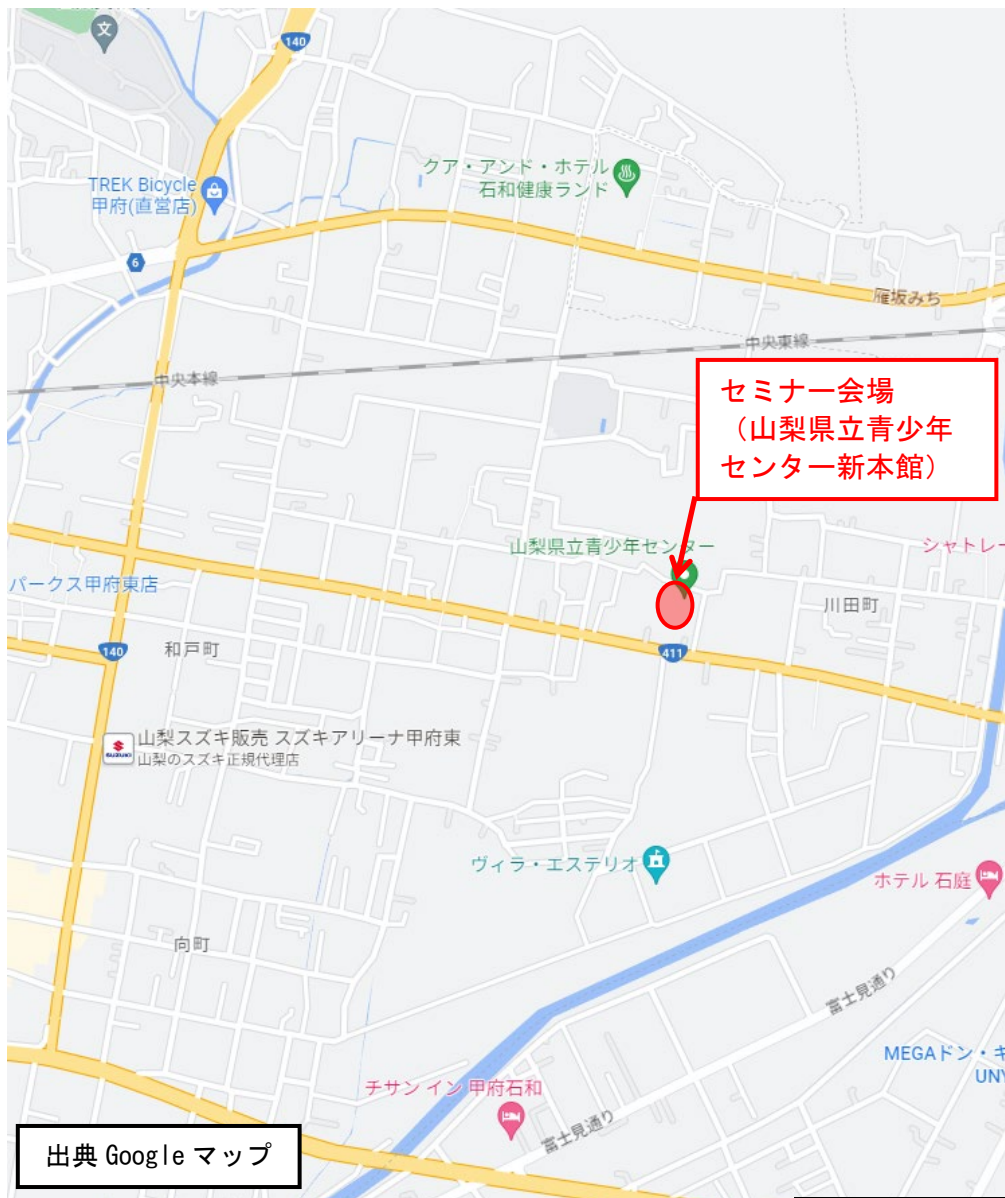 文
140
TREK Bicycle
甲府(直営店)
クア・アンド・ホテル
石和健康ランド
6
雁坂みち
中央東線
中央本線
セミナー会場
（山梨県立青少年
センター新本館）
山梨県立青少年センター
シャトレー
パークス甲府東店
川田町
和戸町
140
411
山梨スズキ販売 スズキアリーナ甲府東
山梨のスズキ正規代理店
SUZUKI
ヴィラ・エステリオ
ホテル 石庭
向町
富士見通り
MEGAドン・キ
UNY
チサン イン 甲府石和
富士見通り
出典 Google マップ